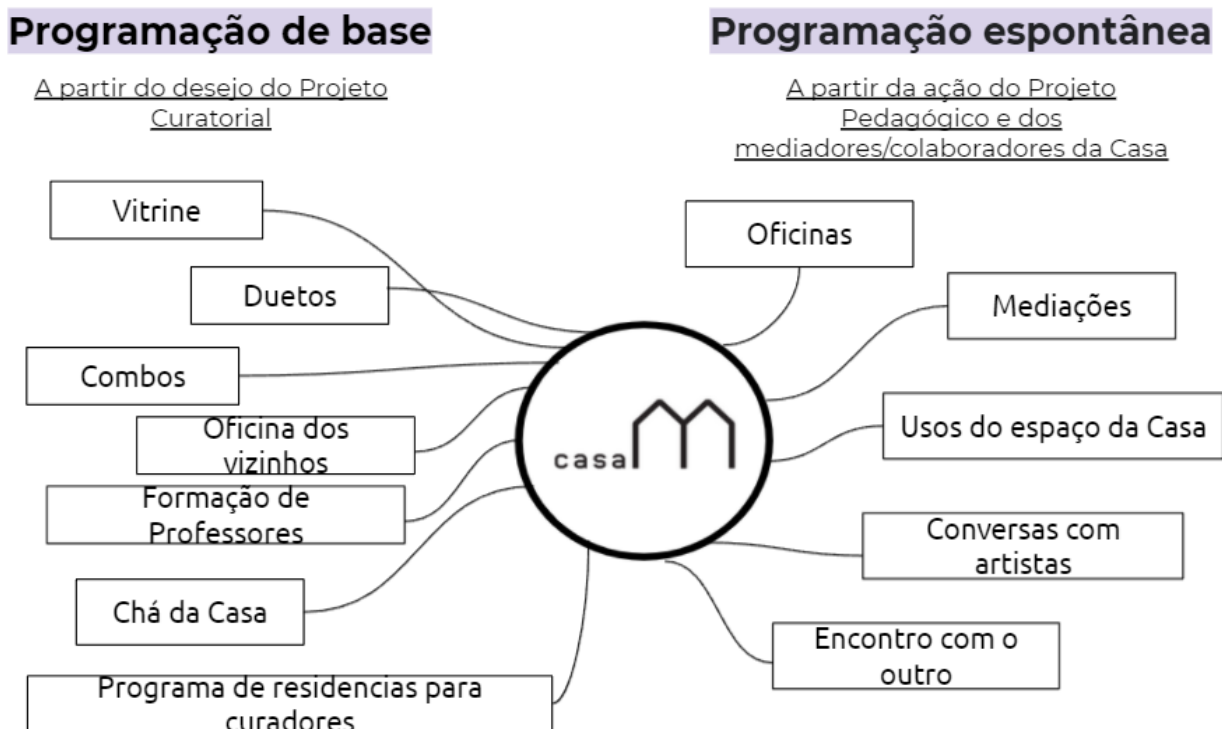 Programação de base
A partir do desejo do Projeto
Curatorial
Vitrine
Duetos
Combos
Oficina dos
vizinhos
Formação de
Professores
Chá da Casa
Programa de residencias para
curadores
casa
Programação espontânea
A partir da ação do Projeto
Pedagógico e dos
mediadores/colaboradores da Casa
Oficinas
Mediações
Usos do espaço da Casa
Conversas com
artistas
Encontro com o
outro